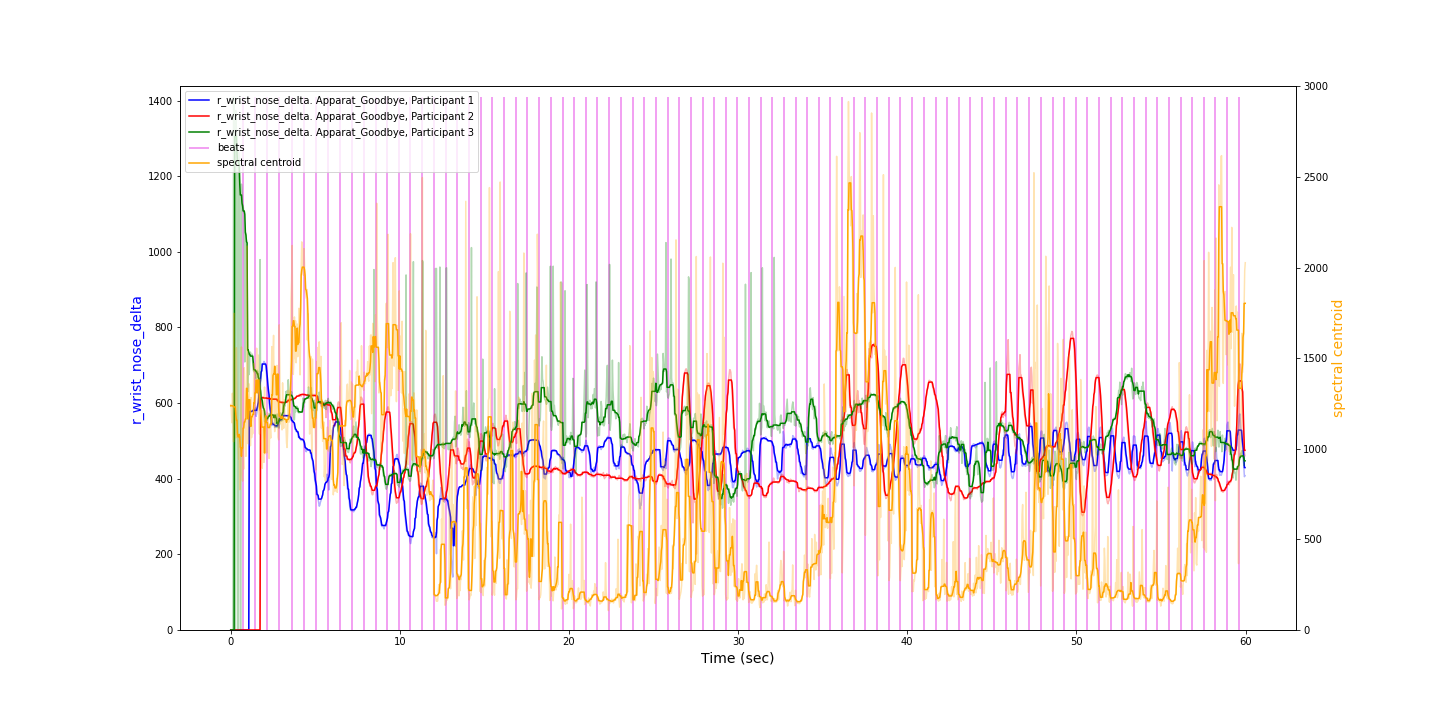 r_wrist_nose_delta. Apparat_Goodbye, Participant 1
r_wrist_nose_delta. Apparat_Goodbye, Participant 2
r_wrist_nose_delta. Apparat_Goodbye, Participant 3
beats
spectral centroid
1400
1200
1000
800
600
400
200
0
r_wrist_nose_delta
3000
2500
2000
1500
1000
500
0
spectral centroid
0 10 20 30 40 50 60
Time (sec)